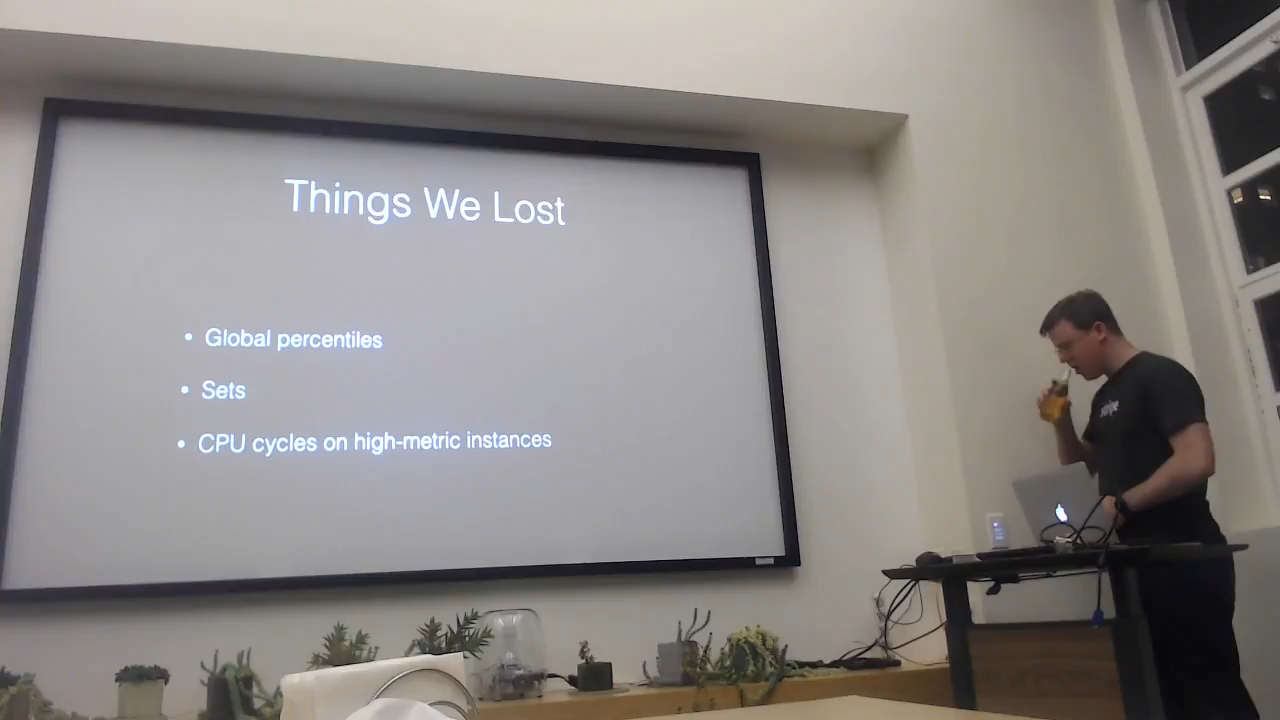 Things We Lost
• Global percentiles
• Sets
• CPU cycles on high-metric instances